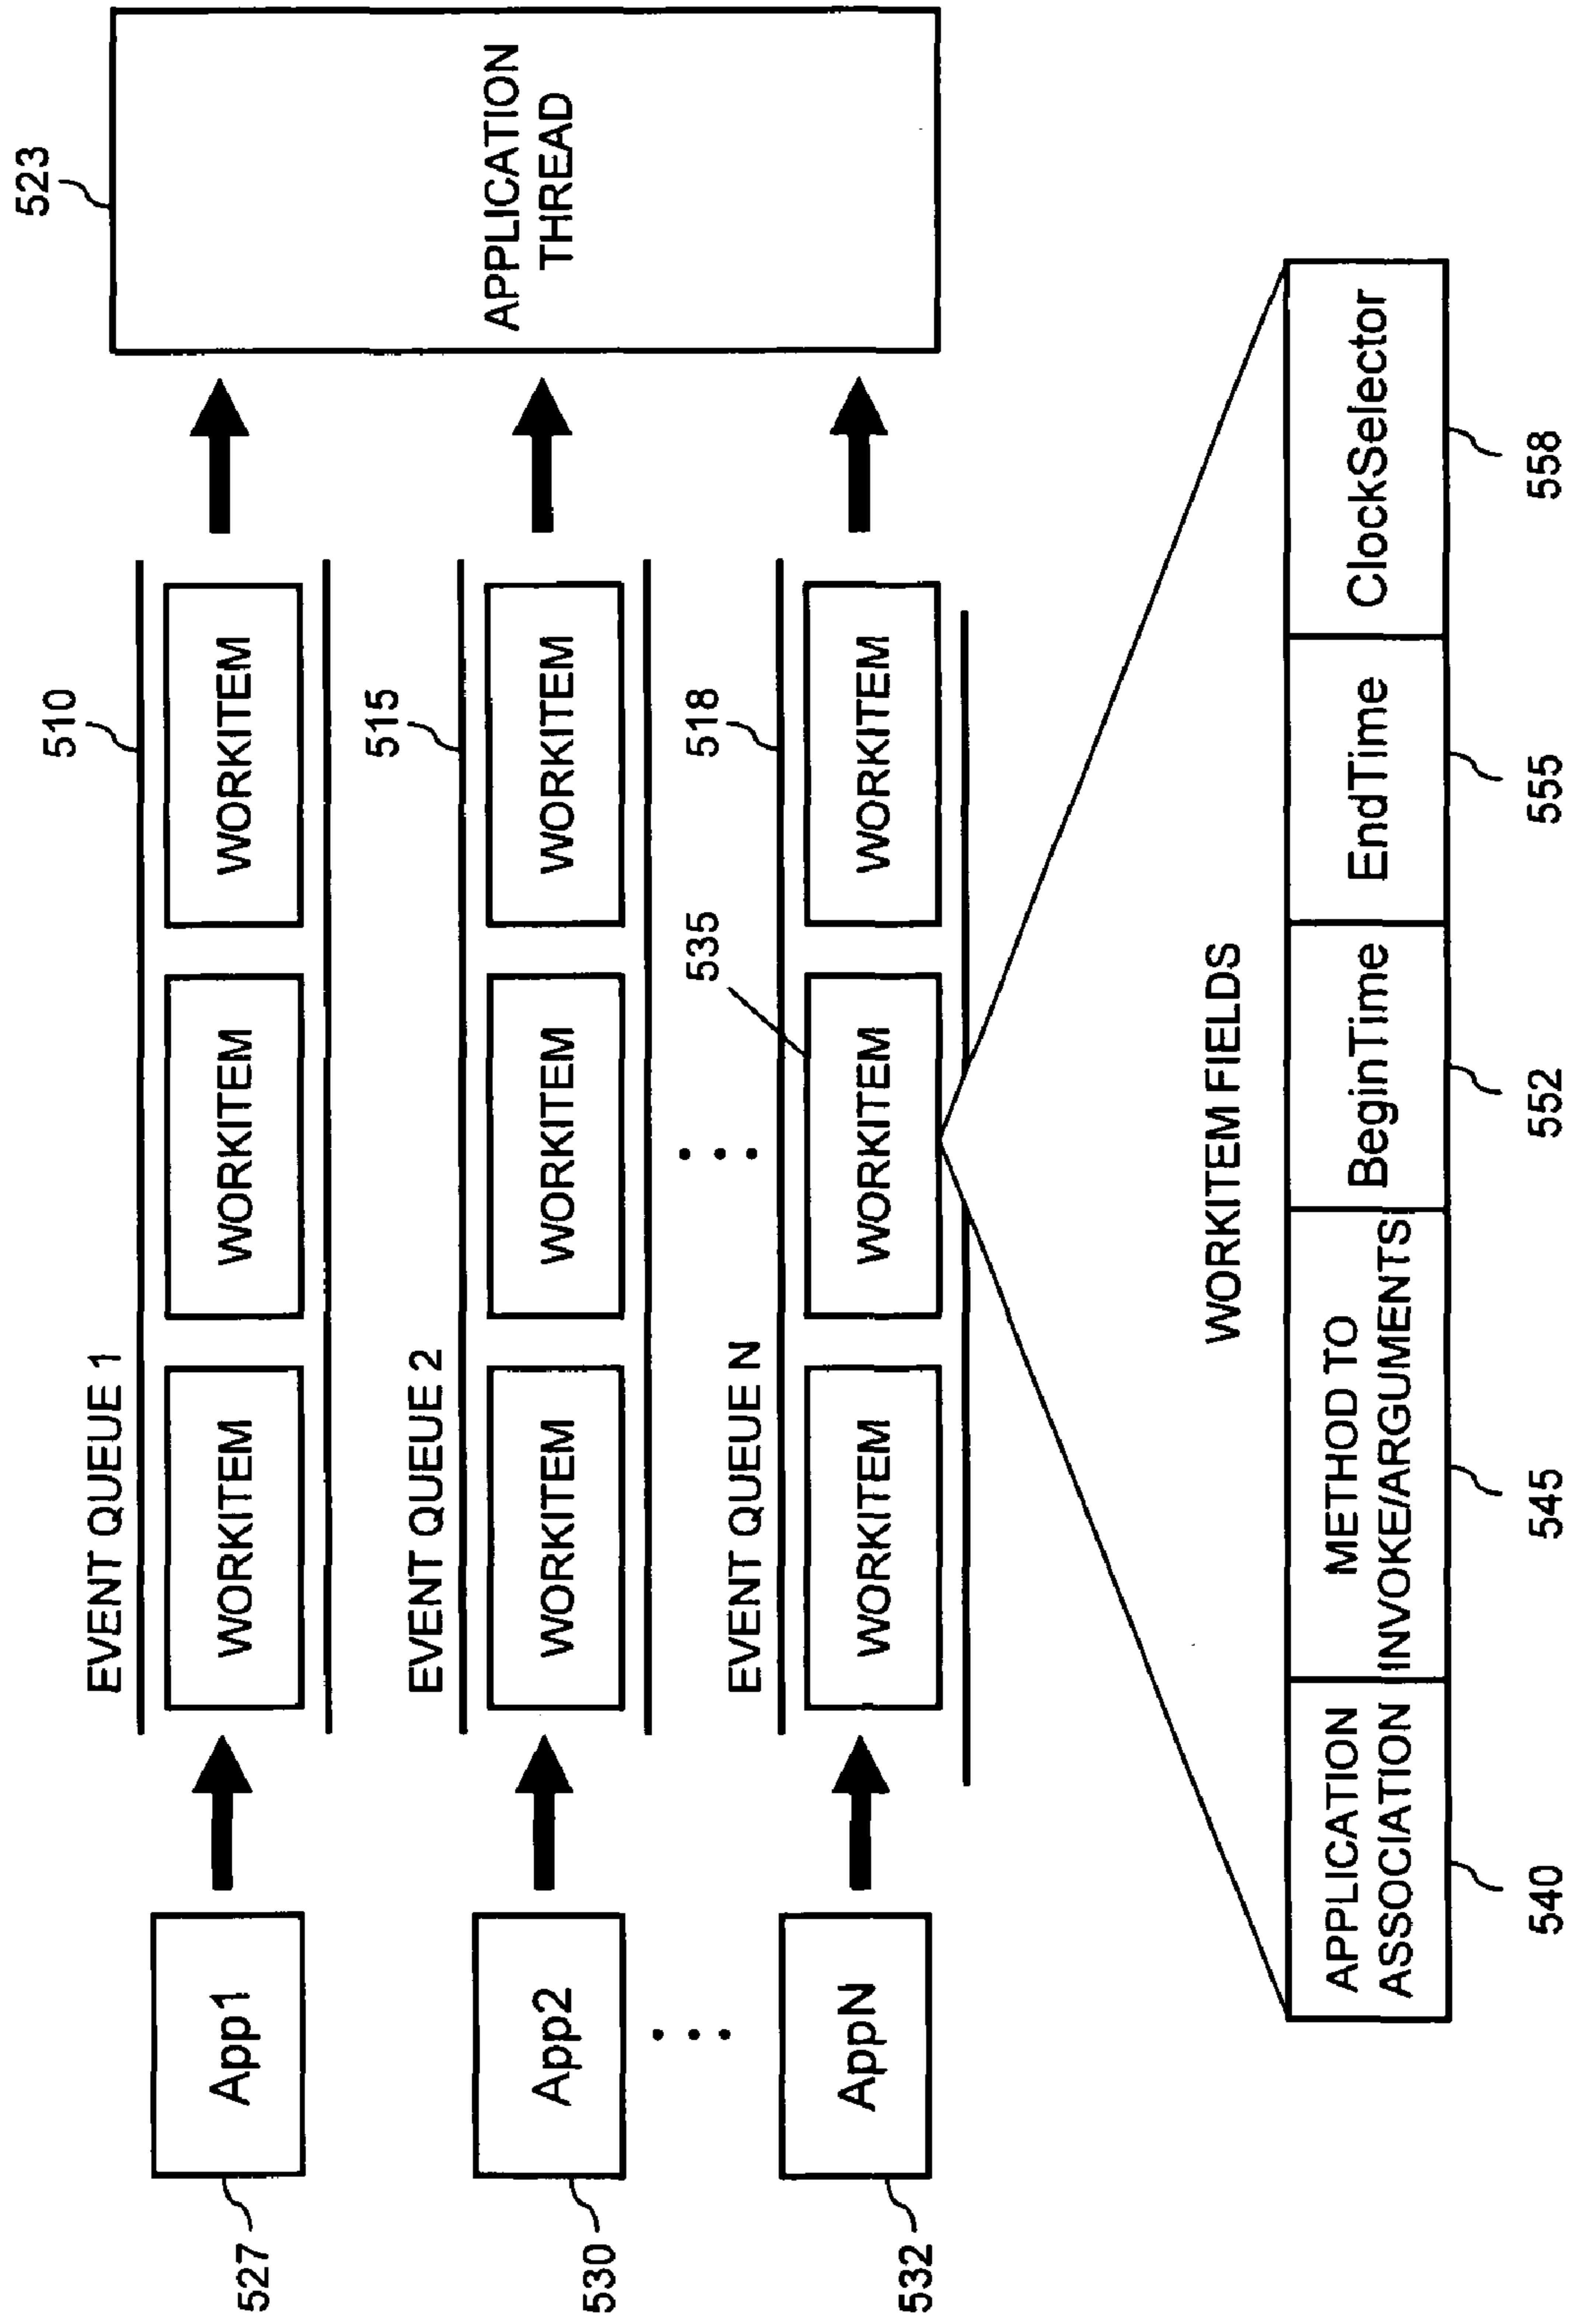 523
510
EVENT QUEUE 1
App1
WORKITEM
WORKITEM
WORKITEM
527
515
EVENT QUEUE 2
App2
WORKITEM
WORKITEM
WORKITEM
APPLICATION
THREAD
530
535
518
EVENT QUEUE N
AppN
WORKITEM
WORKITEM
WORKITEM
532
WORKITEM FIELDS
APPLICATION
ASSOCIATION
METHOD TO
INVOKE/ARGUMENTS
BeginTime
EndTime
ClockSelector
540
545
552
555
558